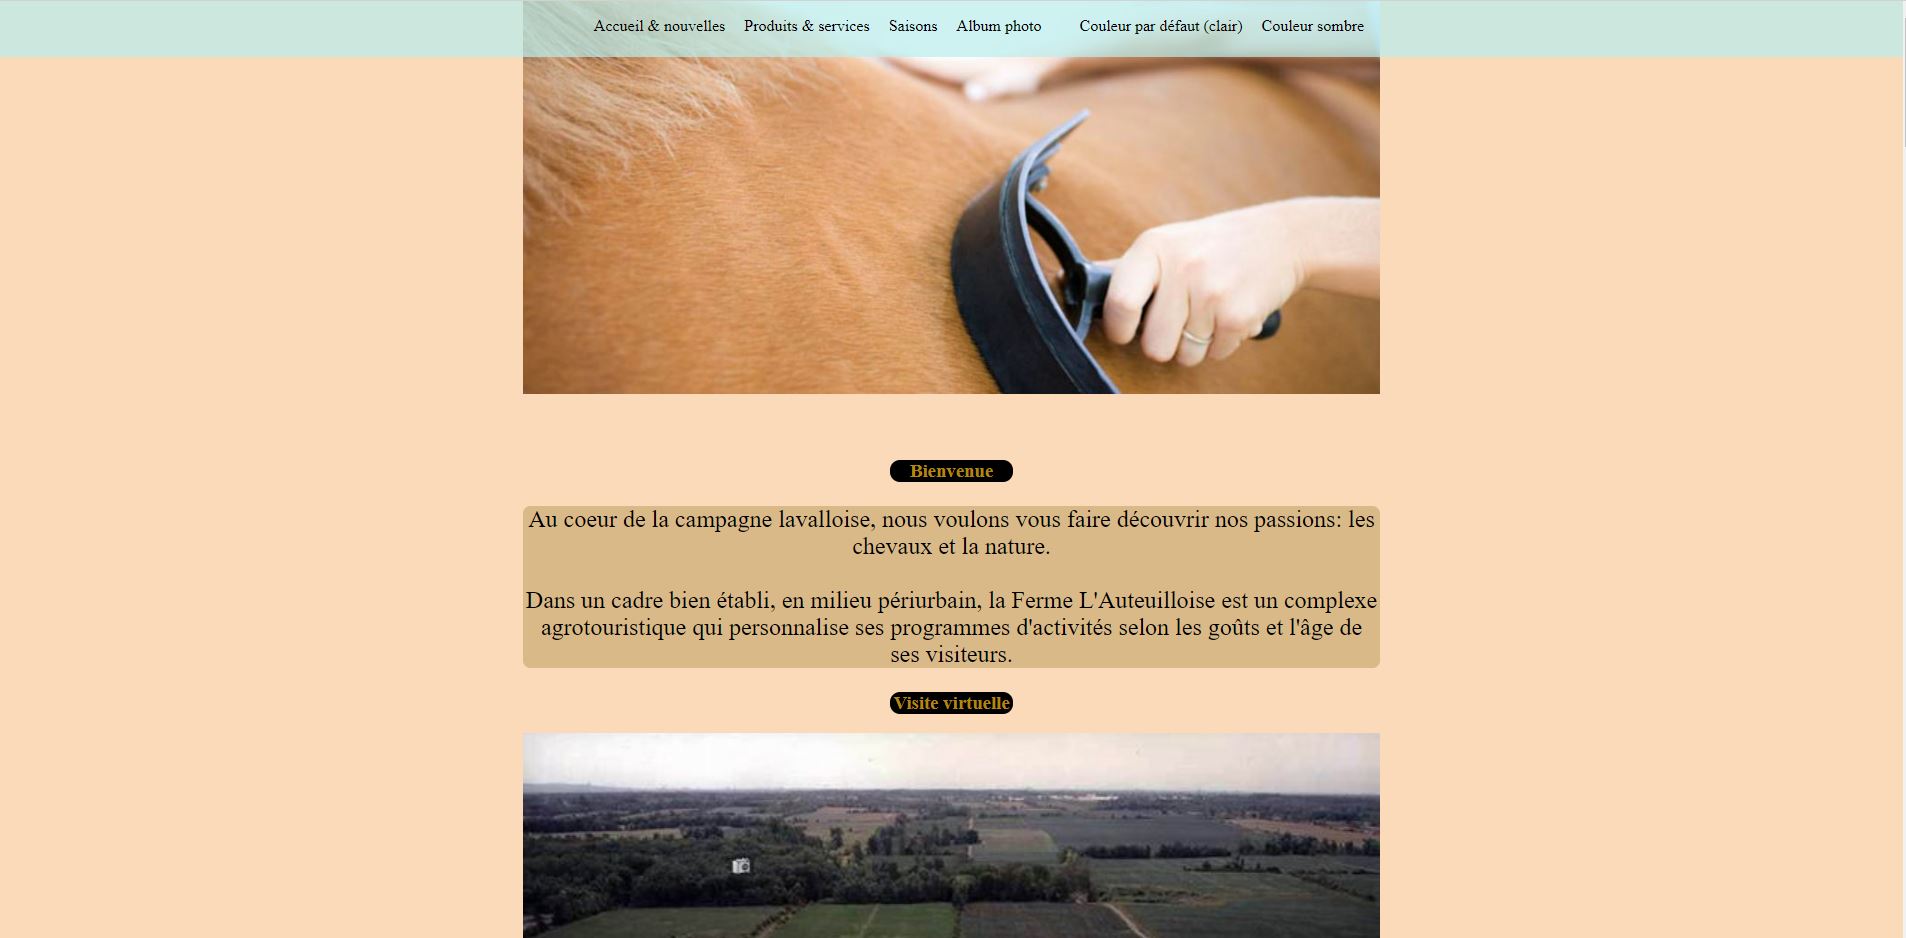 Accueil & nouvelles Produits & services Saisons Album photo Couleur par défaut (clair) Couleur sombre
Bienvenue
Au coeur de la campagne lavalloise, nous voulons vous faire découvrir nos passions: les
chevaux et la nature.
Dans un cadre bien établi, en milieu périurbain, la Ferme L'Auteuilloise est un complexe
agrotouristique qui personnalise ses programmes d'activités selon les goûts et l'âge de
ses visiteurs.
Visite virtuelle